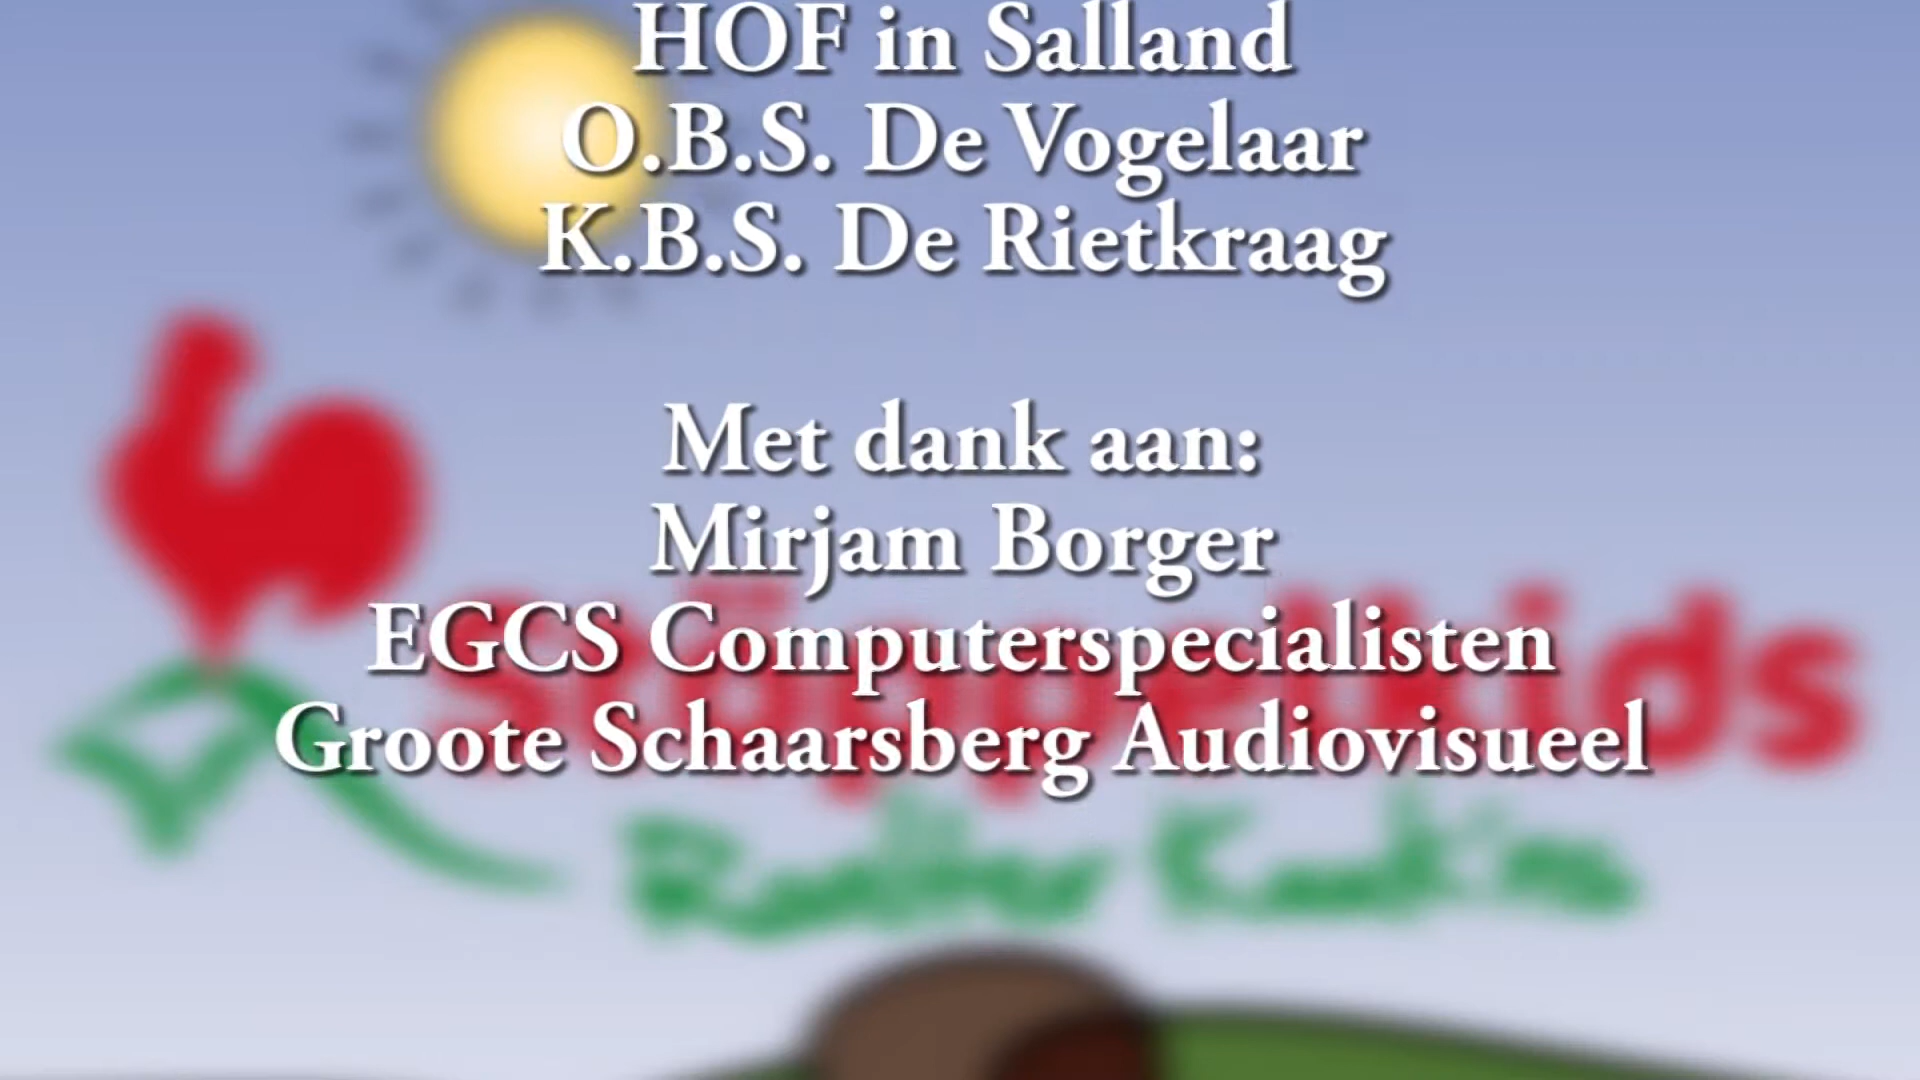 HOF in Salland
O.B.S. De Vogelaar
K.B.S. De Rietkraag
Met dank aan:
Mirjam Borger
EGCS Computerspecialisten
Groote Schaarsberg Audiovisueel